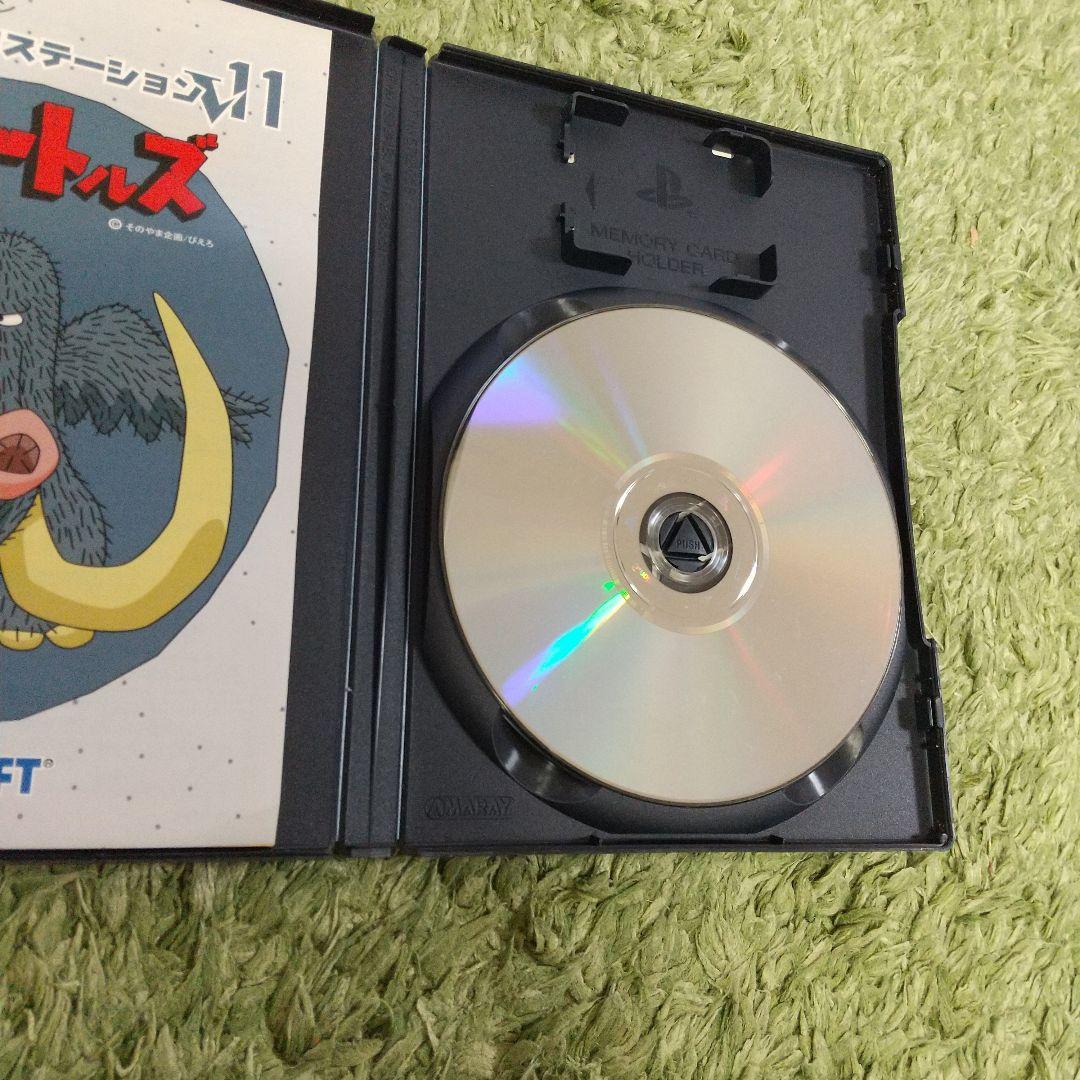 ステーションV11
ートルズ
© そのやま企画/ぴえろ
FT®
MEMORY CARD
HOLDER
PUSH
AMARAY